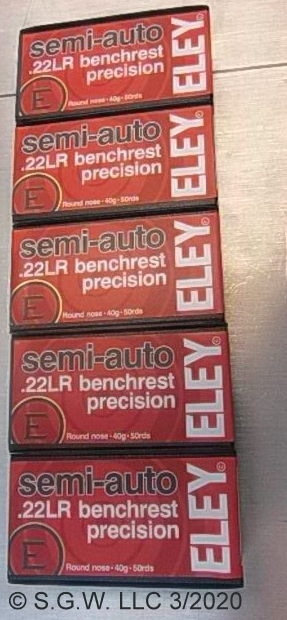 semi-auto
.22LR benchrest
precision
ELEY
E
Round nose • 40g • 50rds
semi-auto
.22LR benchrest
precision
ELEY
E
Round nose • 40g • 50rds
semi-auto
.22LR benchrest
precision
ELEY
E
Round nose • 40g • 50rds
semi-auto
.22LR benchrest
precision
ELEY
E
Round nose • 40g • 50rds
semi-auto
.22LR benchrest
precision
ELEY
E
Round nose • 40g • 50rds
© S.G.W. LLC 3/2020